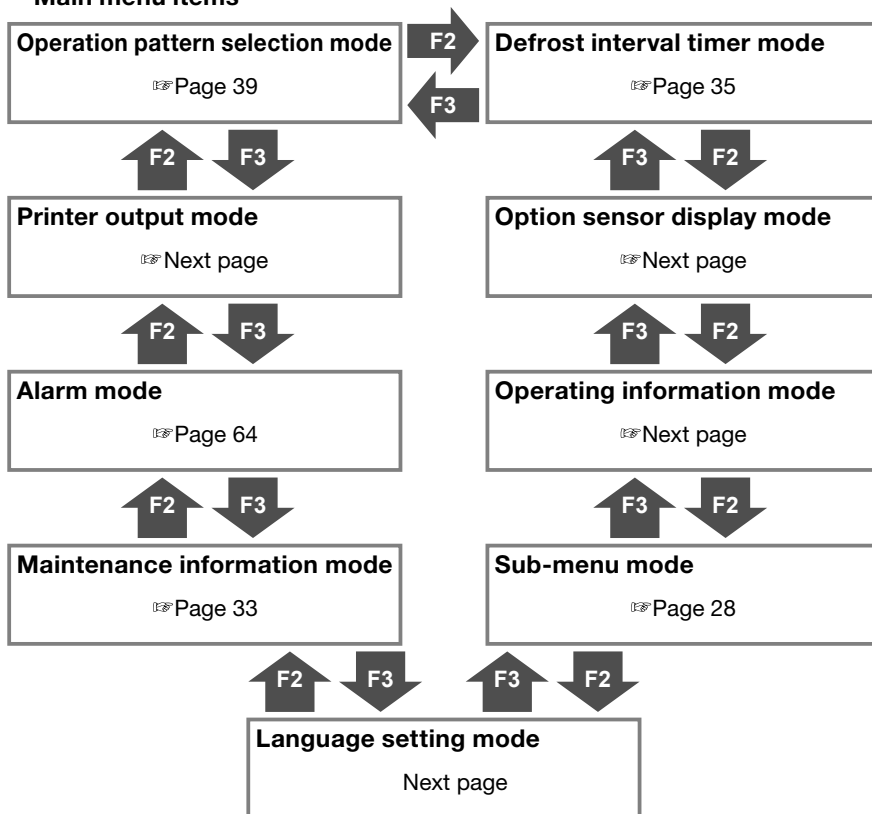 Main menu items
Operation pattern selection mode
F2
Defrost interval timer mode
☞Page 39
F3
☞Page 35
F2
F3
F3
F2
Printer output mode
Option sensor display mode
☞Next page
☞Next page
F2
F3
F3
F2
Alarm mode
Operating information mode
☞Page 64
☞Next page
F2
F3
F3
F2
Maintenance information mode
Sub-menu mode
☞Page 33
☞Page 28
F2
F3
F3
F2
Language setting mode
Next page